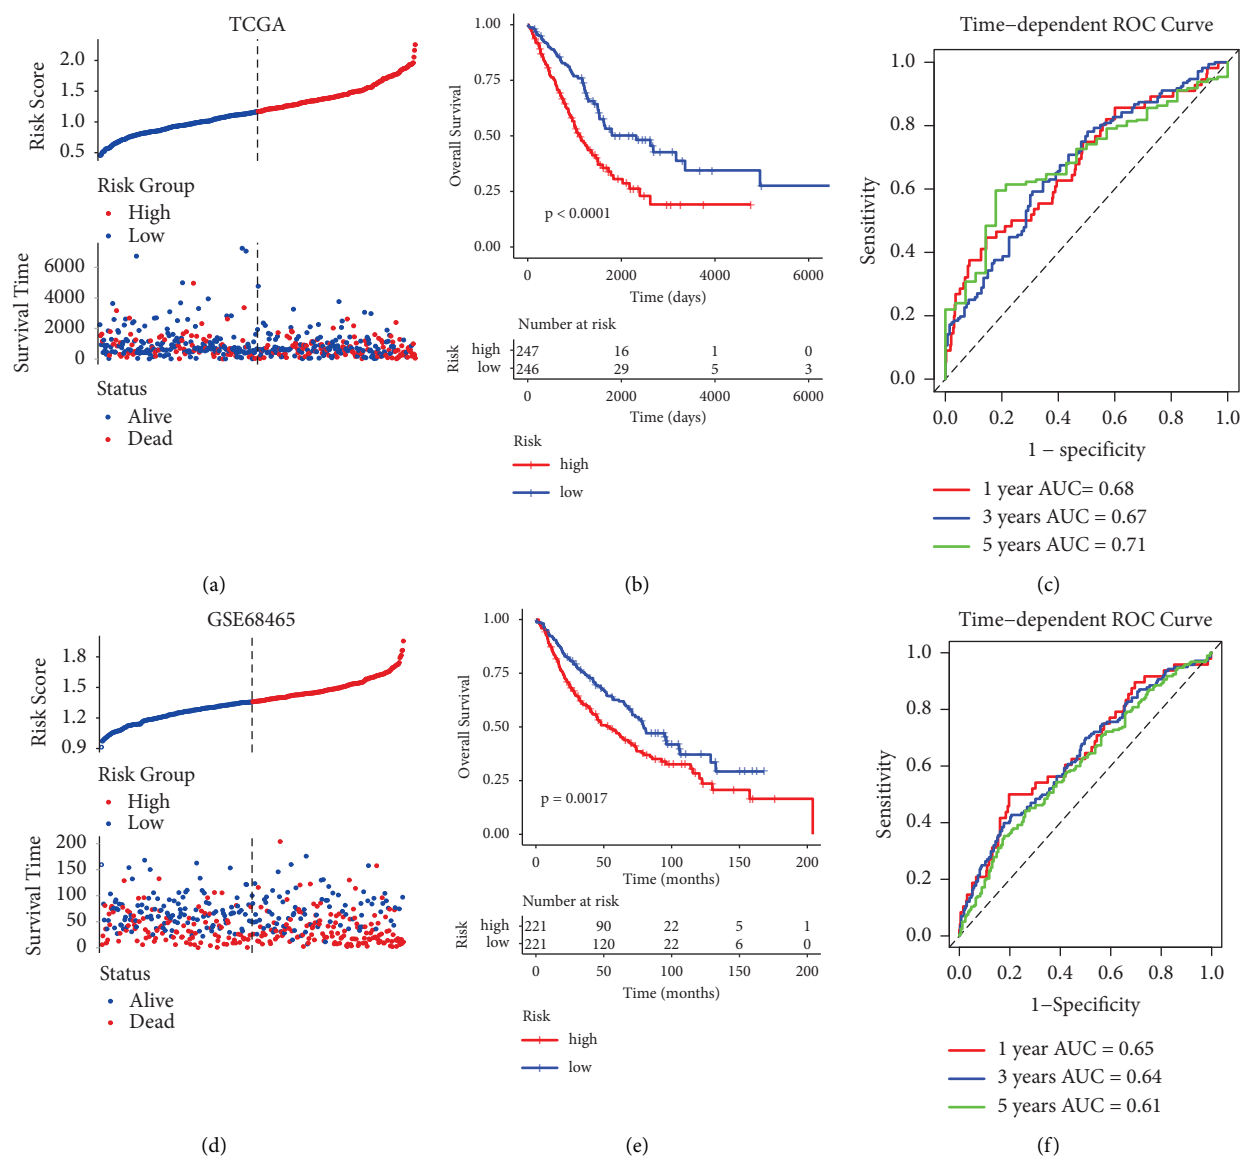 TCGA
Risk Score
2.0
1.5
1.0
0.5
Risk Group
High
Low
Survival Time
6000
4000
2000
0
Status
Alive
Dead
(a)
Overall Survival
1.00
0.75
0.50
0.25
0.00
p < 0.0001
0 2000 4000 6000
Time (days)
Number at risk
Risk
high 247 16 1 0
low 246 29 5 3
0 2000 4000 6000
Time (days)
Risk
high
low
(b)
Time-dependent ROC Curve
Sensitivity
1.0
0.8
0.6
0.4
0.2
0.0
0.0 0.2 0.4 0.6 0.8 1.0
1 - specificity
1 year AUC= 0.68
3 years AUC = 0.67
5 years AUC = 0.71
(c)
GSE68465
Risk Score
1.8
1.5
1.2
0.9
Risk Group
High
Low
Survival Time
200
150
100
50
0
Status
Alive
Dead
(d)
Overall Survival
1.00
0.75
0.50
0.25
0.00
p = 0.0017
0 50 100 150 200
Time (months)
Number at risk
Risk
high 221 90 22 5 1
low 221 120 22 6 0
0 50 100 150 200
Time (months)
Risk
high
low
(e)
Time-dependent ROC Curve
Sensitivity
1.0
0.8
0.6
0.4
0.2
0.0
0.0 0.2 0.4 0.6 0.8 1.0
1-Specificity
1 year AUC = 0.65
3 years AUC = 0.64
5 years AUC = 0.61
(f)